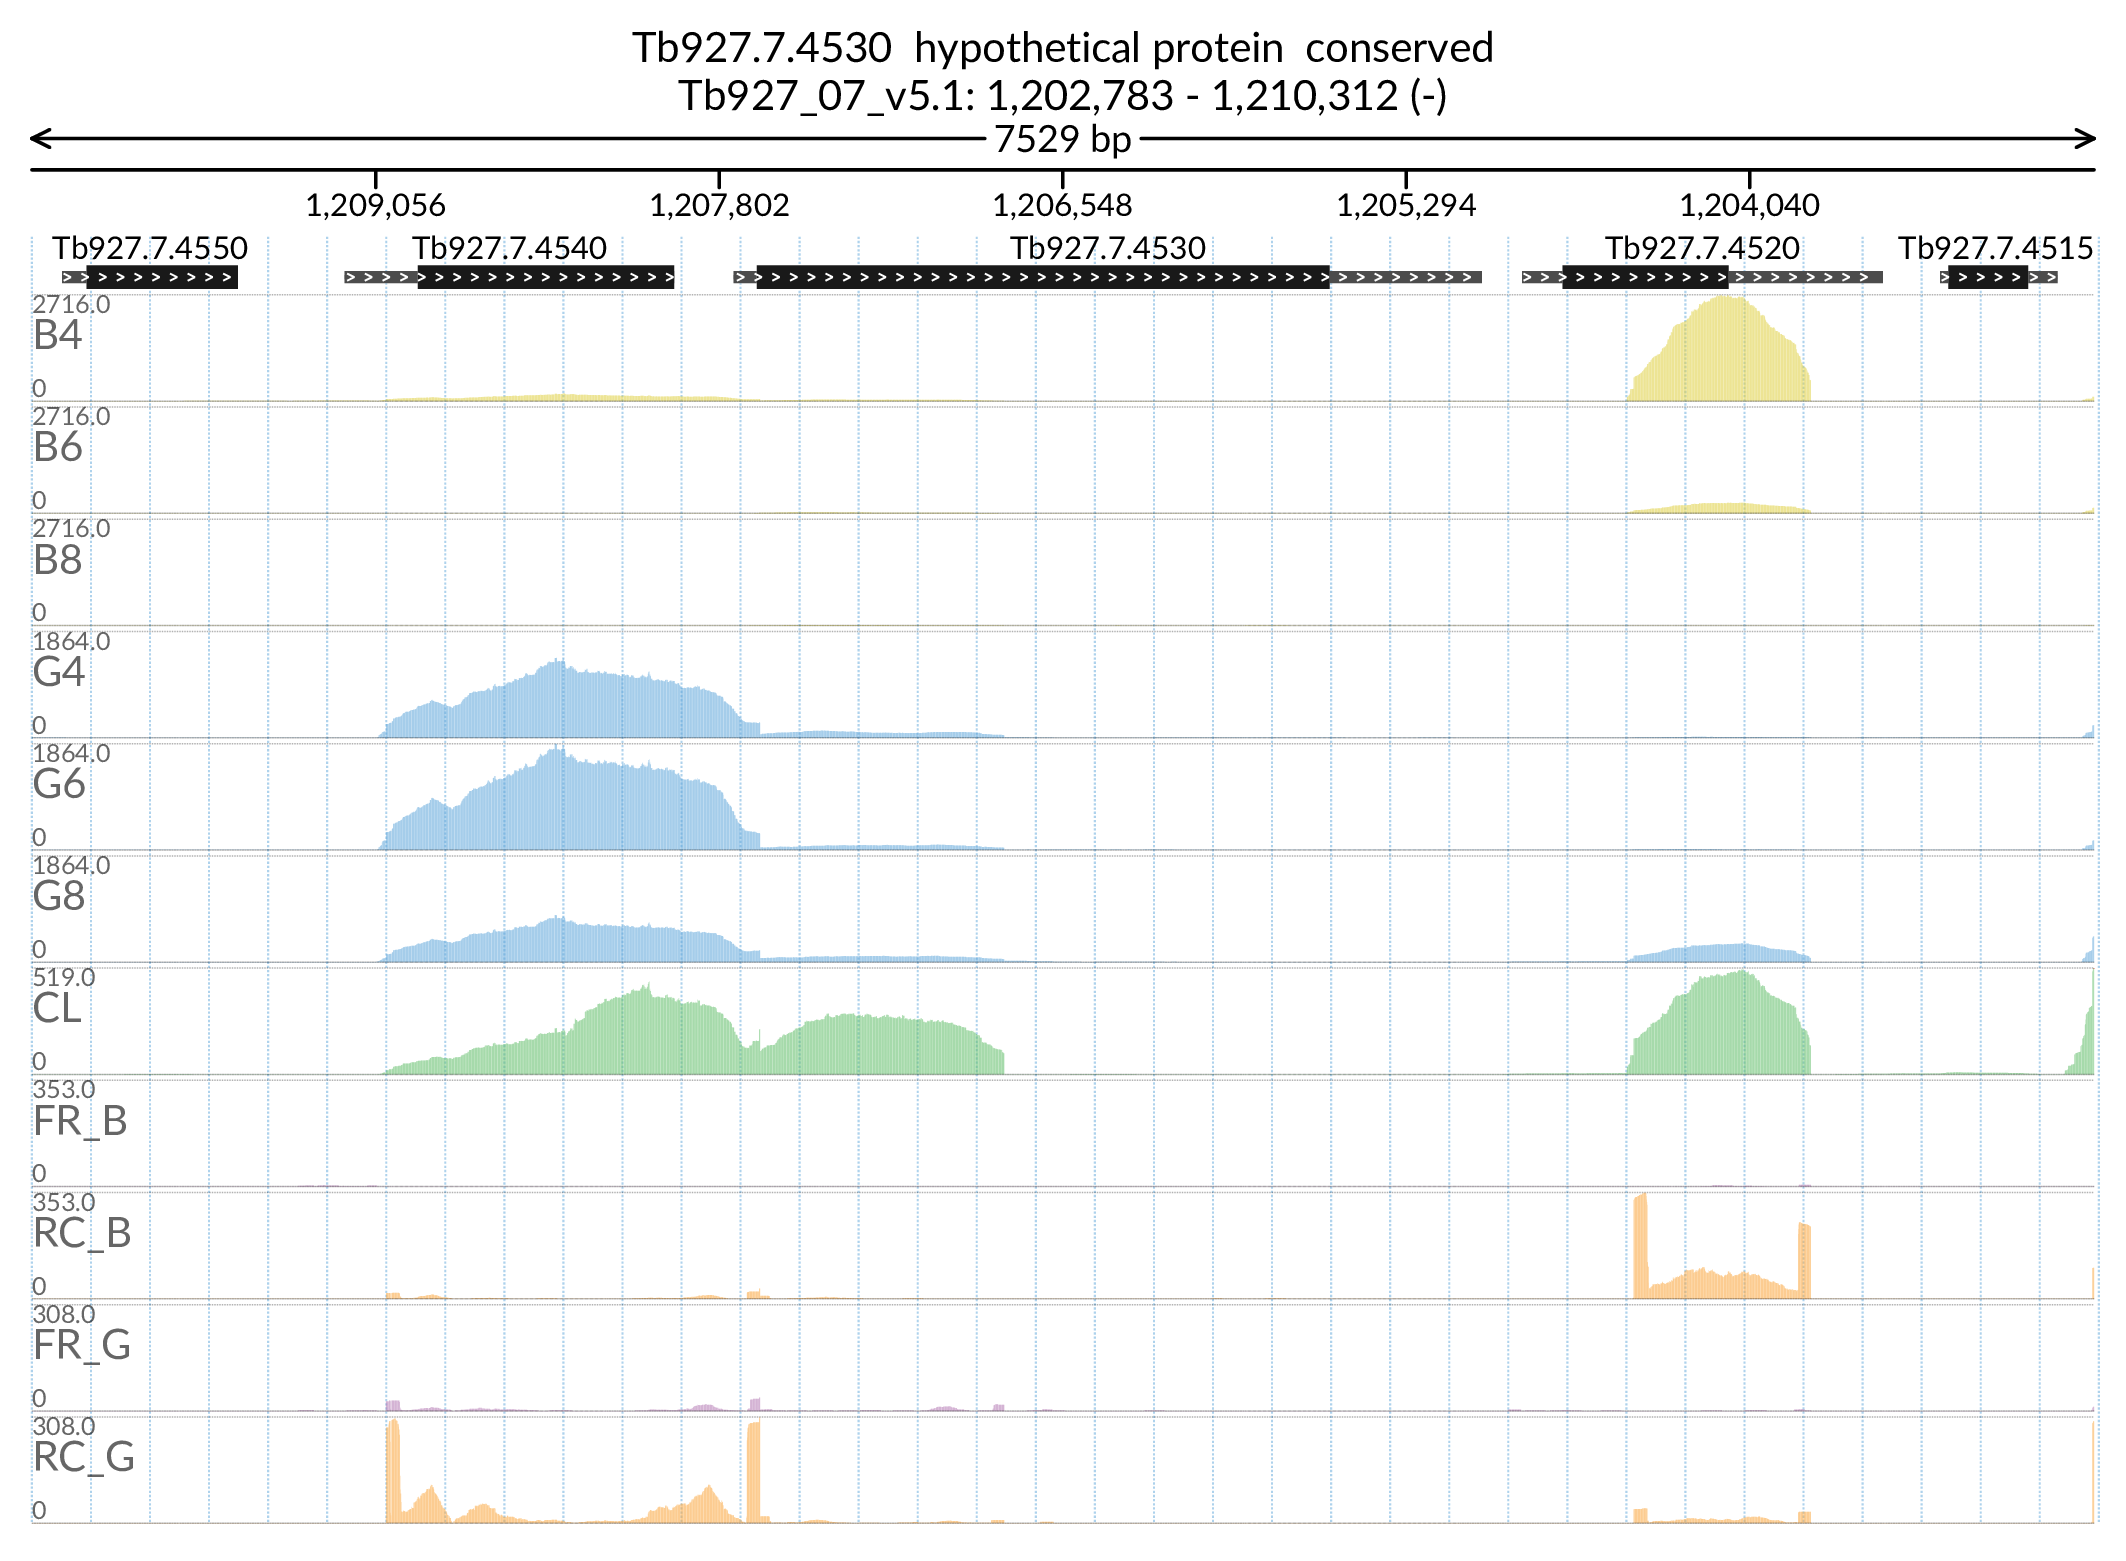 Tb927.7.4530 hypothetical protein conserved
Tb927_07_v5.1: 1,202,783 - 1,210,312 (-)
7529 bp
1,209,056 1,207,802 1,206,548 1,205,294 1,204,040
Tb927.7.4550 Tb927.7.4540 Tb927.7.4530 Tb927.7.4520 Tb927.7.4515
2716.0
B4
0
2716.0
B6
0
2716.0
B8
0
1864.0
G4
0
1864.0
G6
0
1864.0
G8
0
519.0
CL
0
353.0
FR_B
0
353.0
RC_B
0
308.0
FR_G
0
308.0
RC_G
0